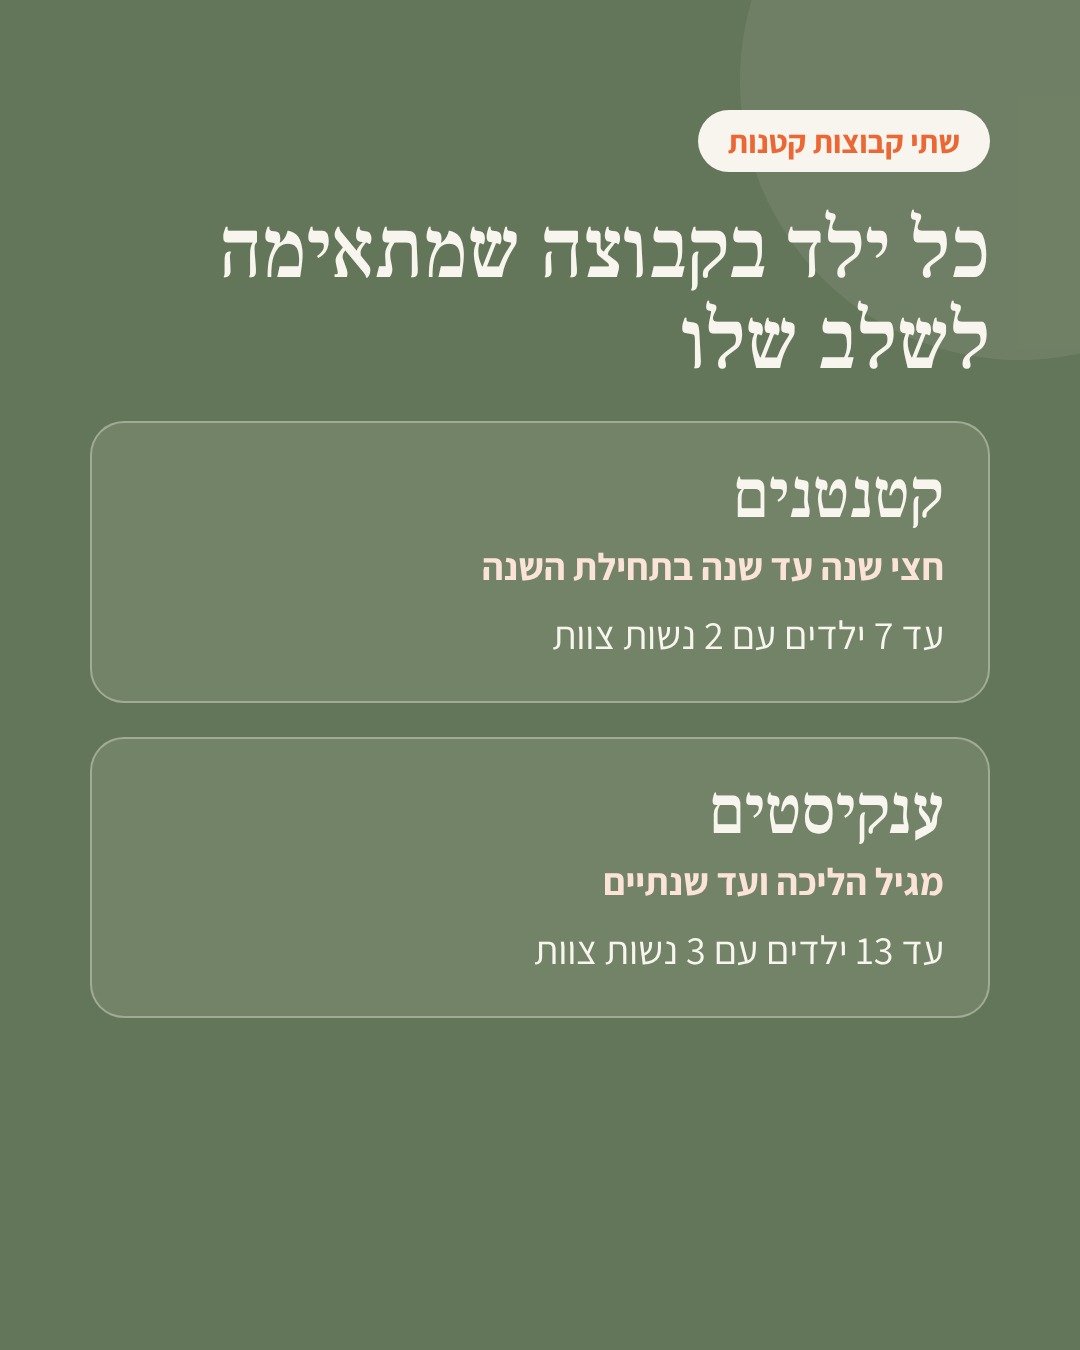 שתי קבוצות קטנות
כל ילד בקבוצה שמתאימה
לשלב שלו
קטנטנים
חצי שנה עד שנה בתחילת השנה
עד 7 ילדים עם 2 נשות צוות
ענקיסטים
מגיל הליכה ועד שנתיים
עד 13 ילדים עם 3 נשות צוות